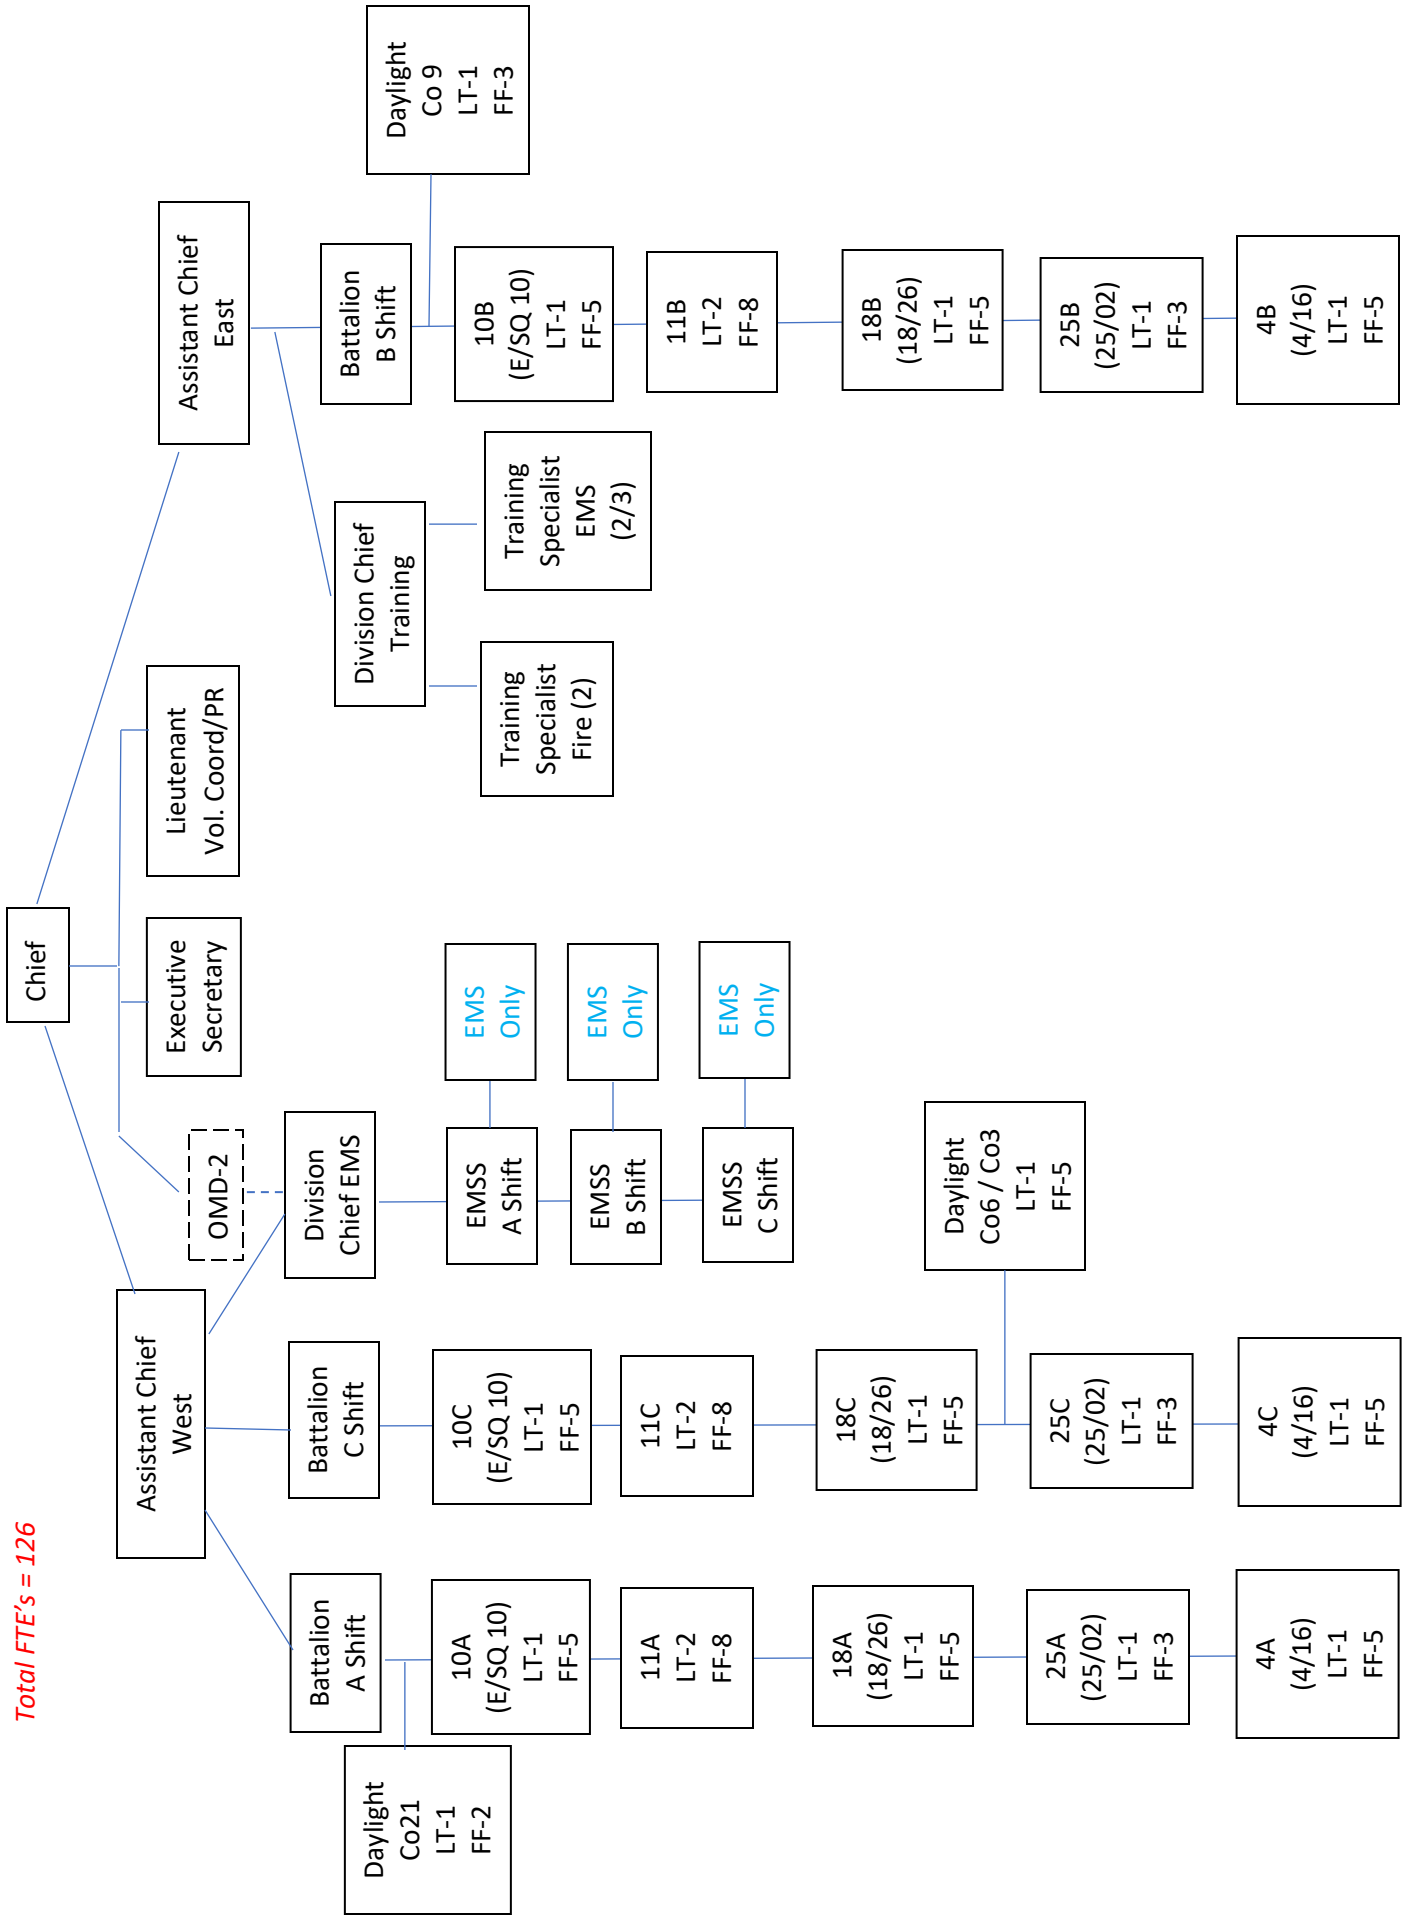 Total FTE's = 126
Chief
Executive
Secretary
Lieutenant
Vol. Coord/PR
OMD-2
Assistant Chief
West
Assistant Chief
East
Battalion
A Shift
Battalion
C Shift
Division
Chief EMS
Division Chief
Training
Battalion
B Shift
Daylight
Co21
LT-1
FF-2
10A
(E/SQ 10)
LT-1
FF-5
11A
LT-2
FF-8
18A
(18/26)
LT-1
FF-5
25A
(25/02)
LT-1
FF-3
4A
(4/16)
LT-1
FF-5
10C
(E/SQ 10)
LT-1
FF-5
11C
LT-2
FF-8
18C
(18/26)
LT-1
FF-5
Daylight
Co6 / Co3
LT-1
FF-5
25C
(25/02)
LT-1
FF-3
4C
(4/16)
LT-1
FF-5
EMSS
A Shift
EMS
Only
EMSS
B Shift
EMS
Only
EMSS
C Shift
EMS
Only
Training
Specialist
Fire (2)
Training
Specialist
EMS
(2/3)
Daylight
Co 9
LT-1
FF-3
10B
(E/SQ 10)
LT-1
FF-5
11B
LT-2
FF-8
18B
(18/26)
LT-1
FF-5
25B
(25/02)
LT-1
FF-3
4B
(4/16)
LT-1
FF-5